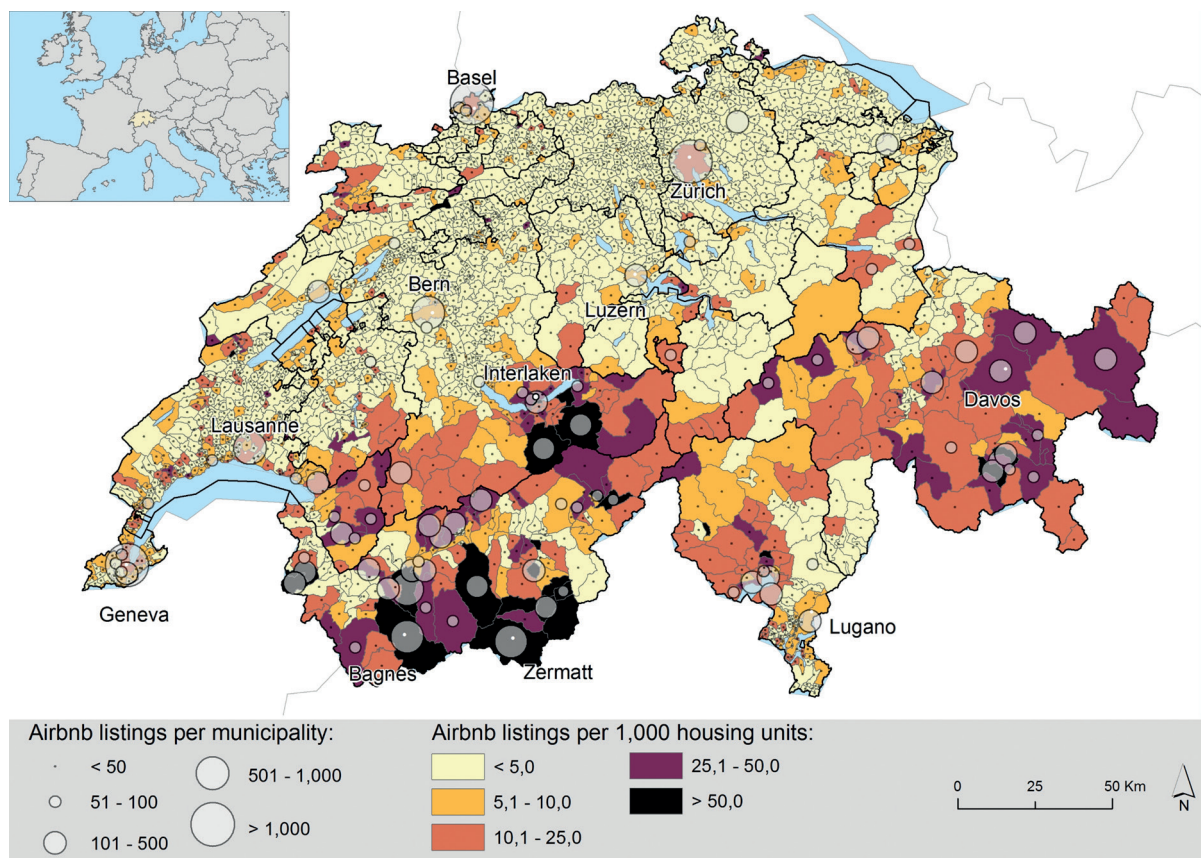 Basel
Zürich
Bern
Luzern
Interlaken
Davos
Lausanne
Geneva
Lugano
Bagnes
Zermatt
Airbnb listings per municipality:
< 50
51 - 100
101 - 500
501 - 1,000
> 1,000
Airbnb listings per 1,000 housing units:
< 5,0
5,1 - 10,0
10,1 - 25,0
25,1 - 50,0
> 50,0
0 25 50 Km
N